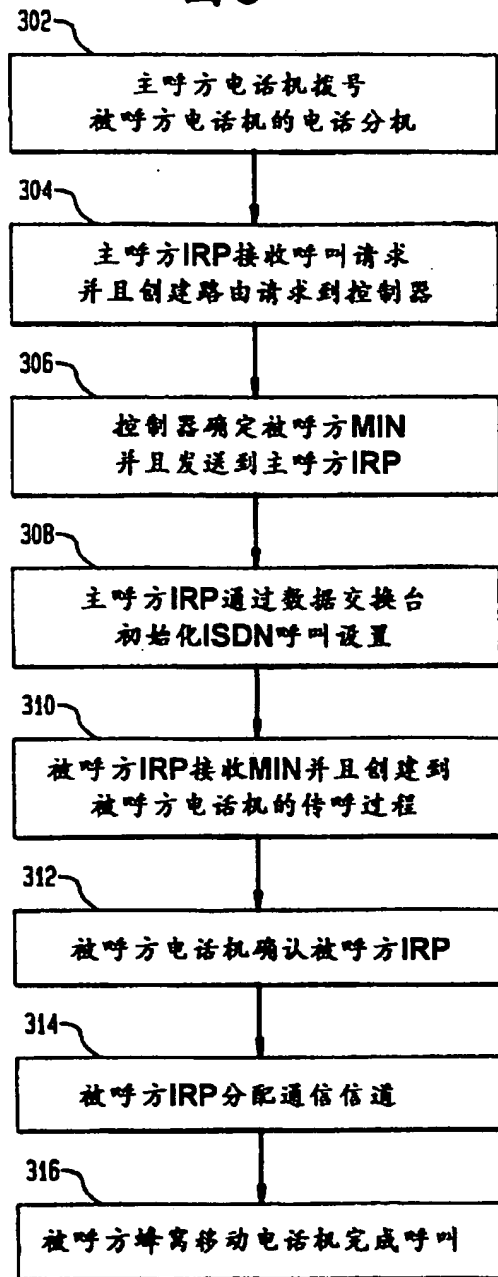 302
主呼方电话机拨号
被呼方电话机的电话分机
304
主呼方IRP接收呼叫请求
并且创建路由请求到控制器
306
控制器确定被呼方MIN
并且发送到主呼方IRP
308
主呼方IRP通过数据交换台
初始化ISDN呼叫设置
310
被呼方IRP接收MIN并且创建到
被呼方电话机的传呼过程
312
被呼方电话机确认被呼方IRP
314
被呼方IRP分配通信信道
316
被呼方蜂窝移动电话机完成呼叫